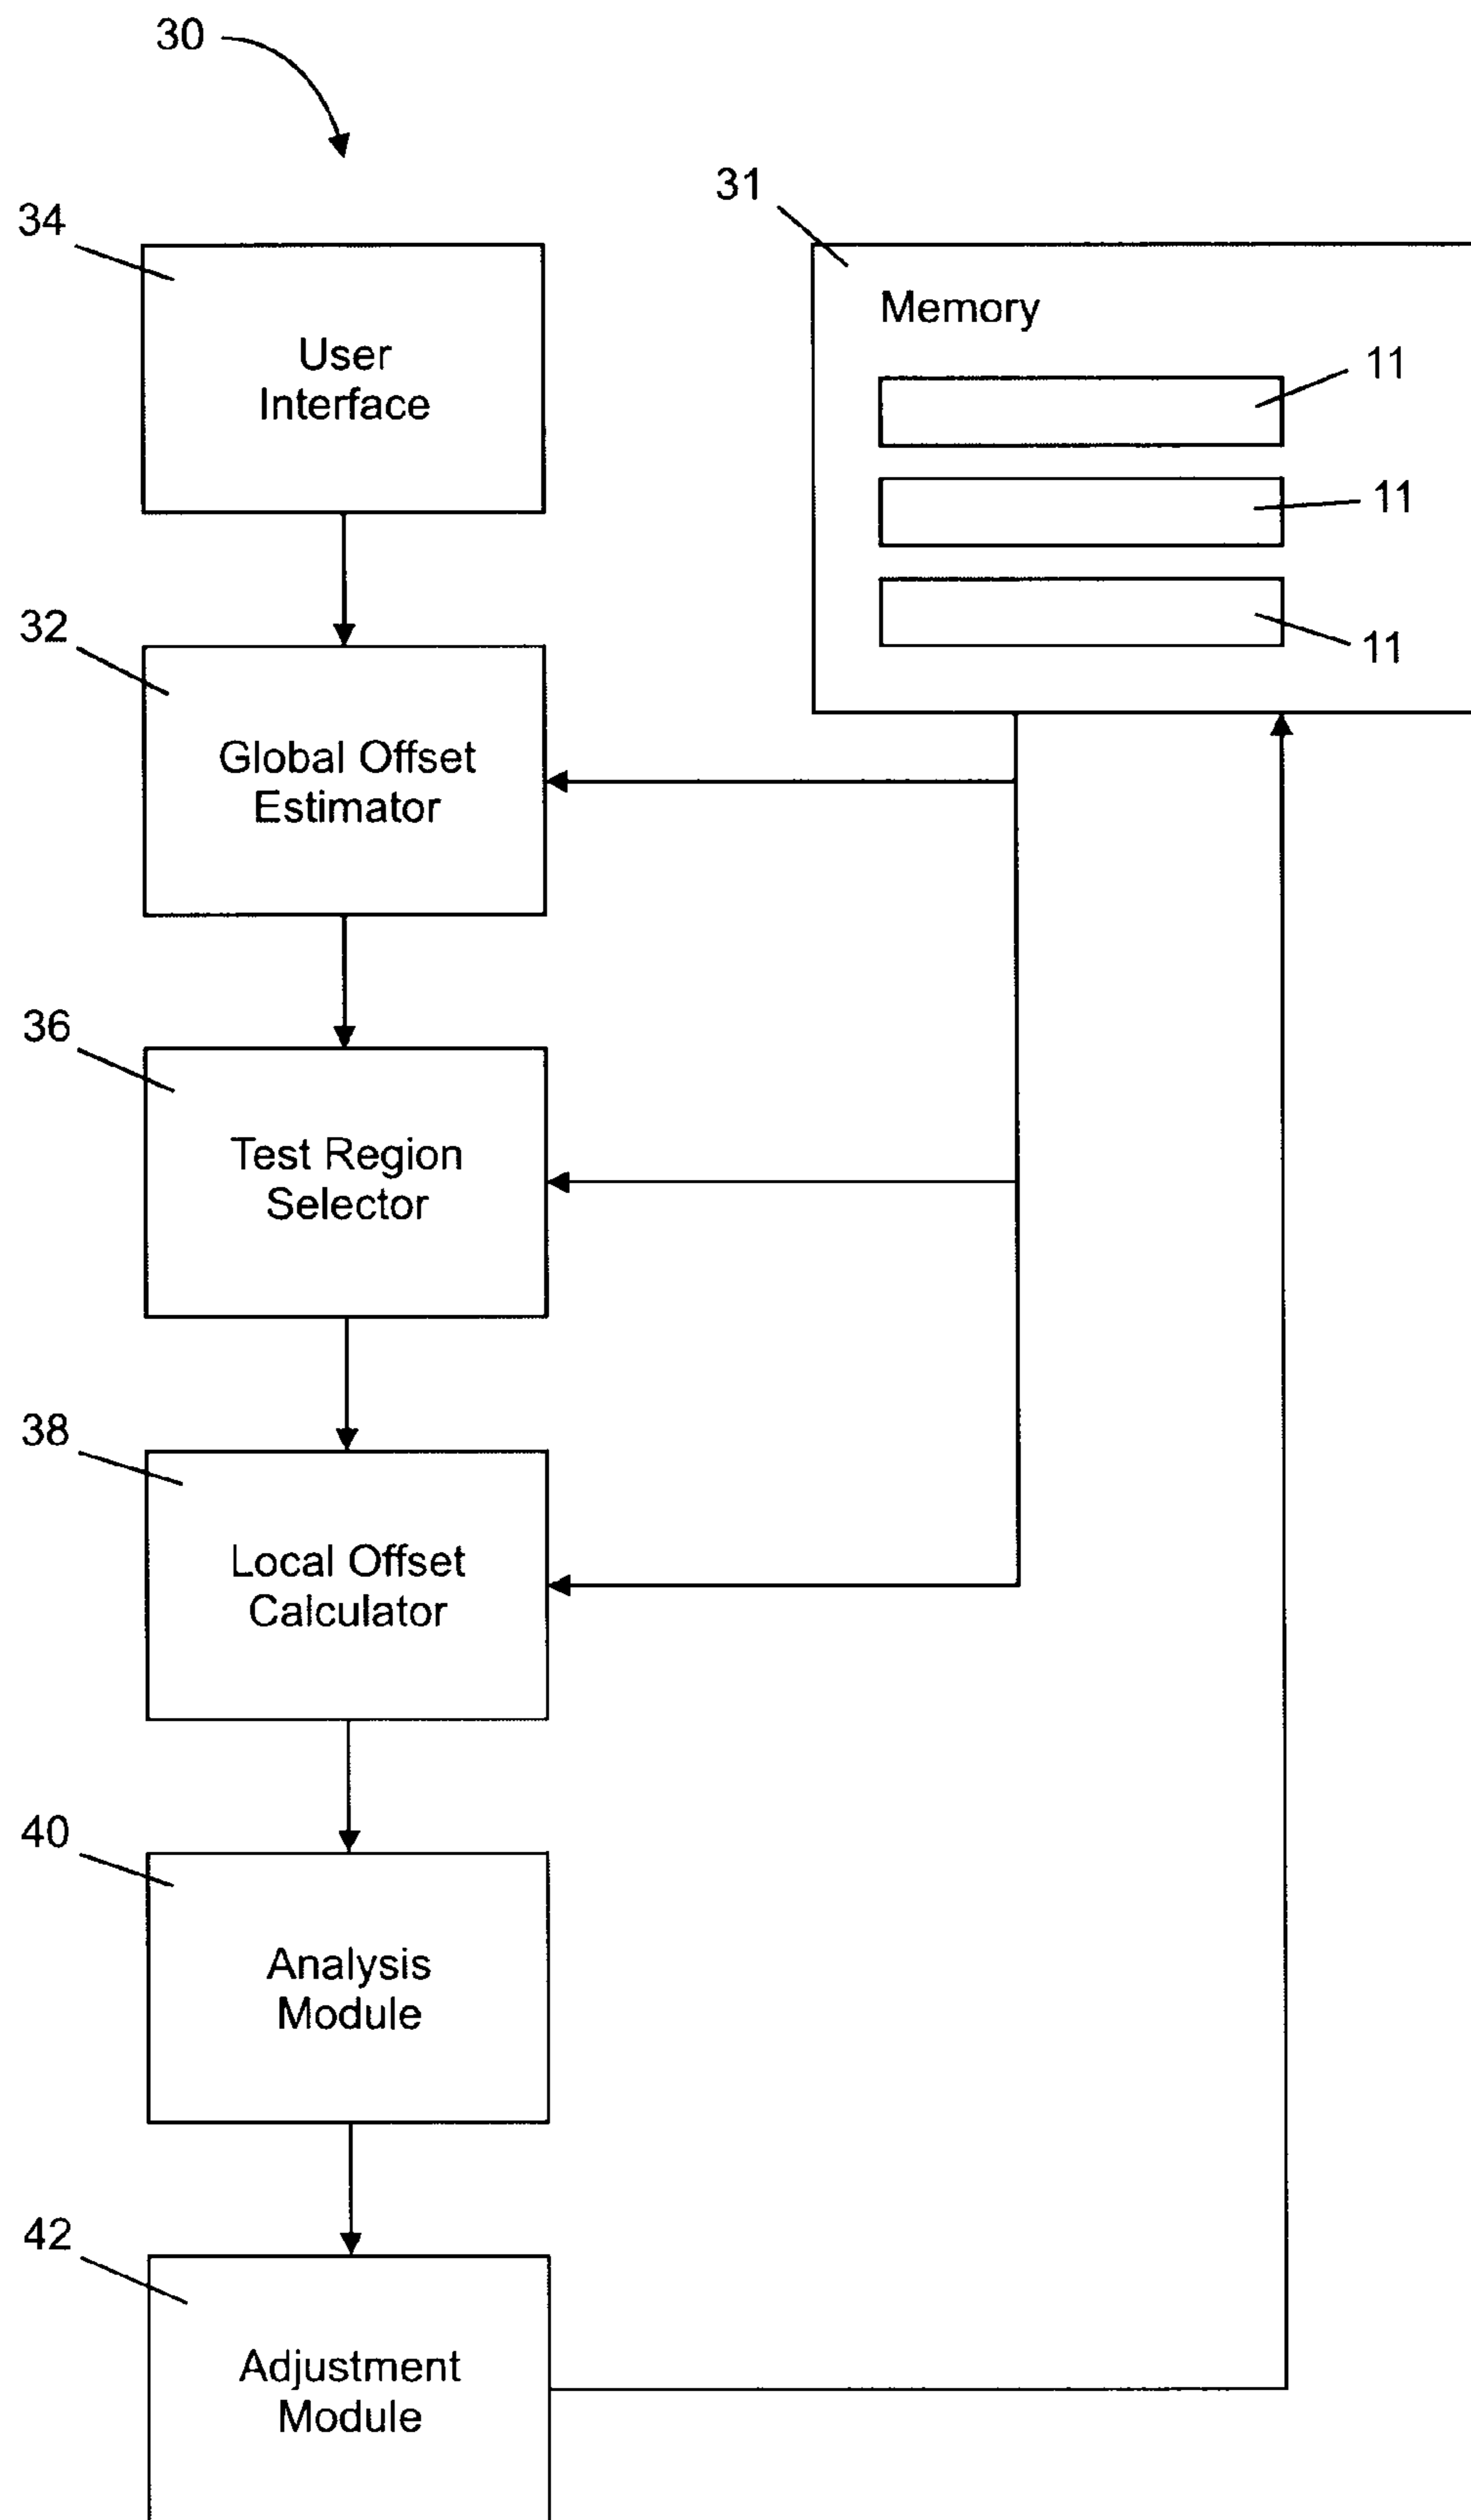 30
31
34
Memory
User
Interface
11
11
11
32
Global Offset
Estimator
36
Test Region
Selector
38
Local Offset
Calculator
40
Analysis
Module
42
Adjustment
Module